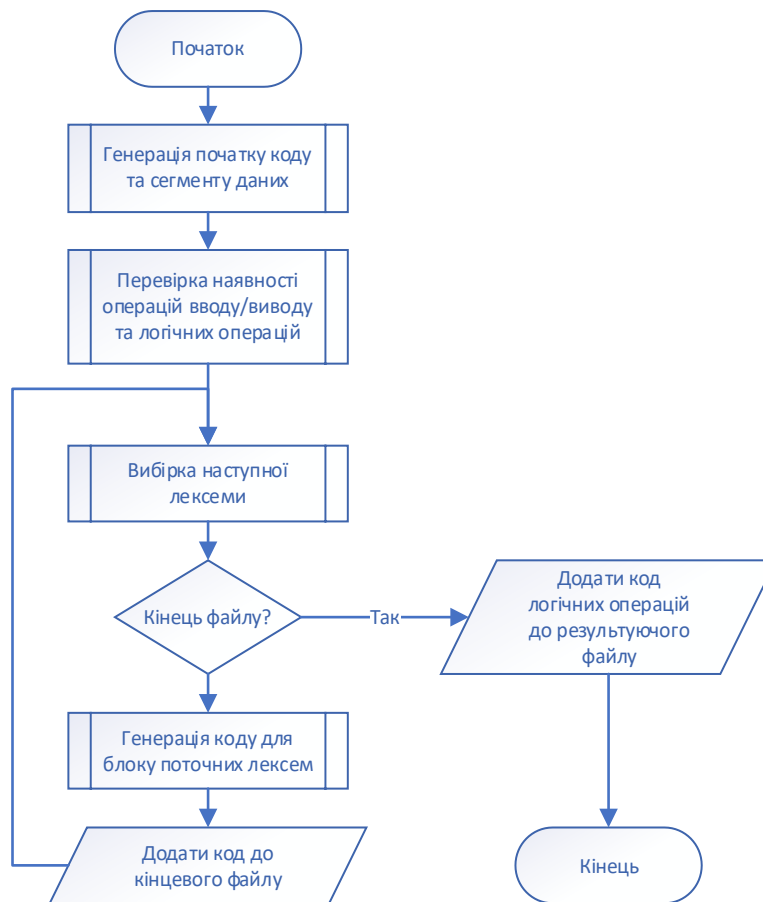 Початок
Генерація початку коду
та сегменту даних
Перевірка наявності
операцій вводу/виводу
та логічних операцій
Вибірка наступної
лексеми
Кінець файлу?
Так
Додати код
логічних операцій
до результуючого
файлу
Генерація коду для
блоку поточних лексем
Додати код до
кінцевого файлу
Кінець